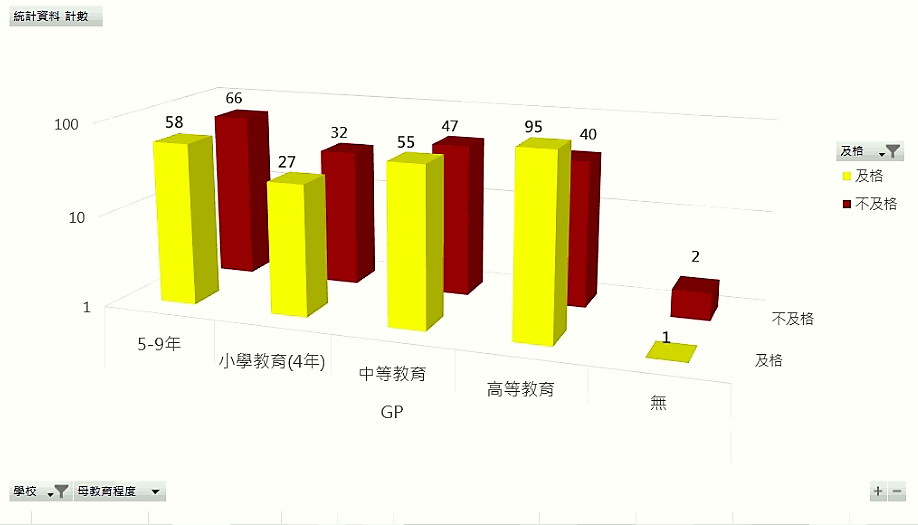 統計資料 計數
100
10
1
58
66
27
32
55
47
95
40
1
2
及格
及格
不及格
不及格
及格
5-9年
小學教育(4年)
中等教育
高等教育
無
GP
學校
母教育程度